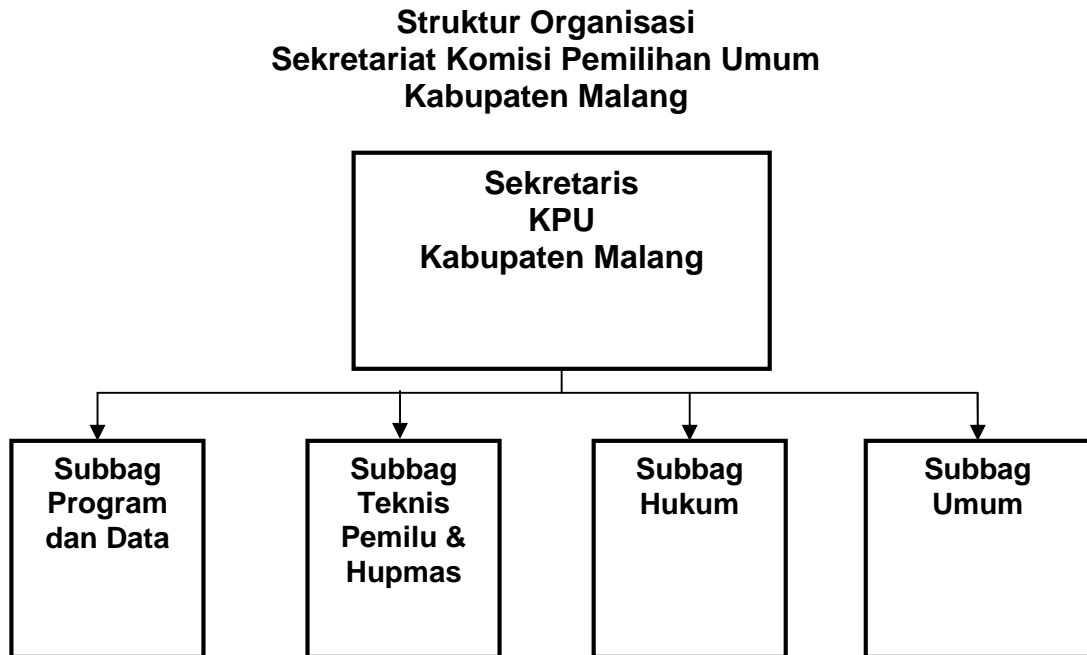 Struktur Organisasi
Sekretariat Komisi Pemilihan Umum
Kabupaten Malang
Sekretaris
KPU
Kabupaten Malang
Subbag
Program
dan Data
Subbag
Teknis
Pemilu &
Hupmas
Subbag
Hukum
Subbag
Umum